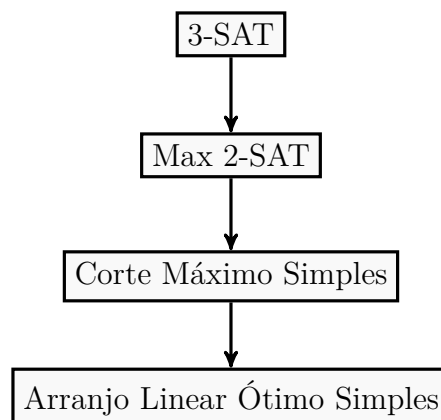 3-SAT
Max 2-SAT
Corte Máximo Simples
Arranjo Linear Ótimo Simples